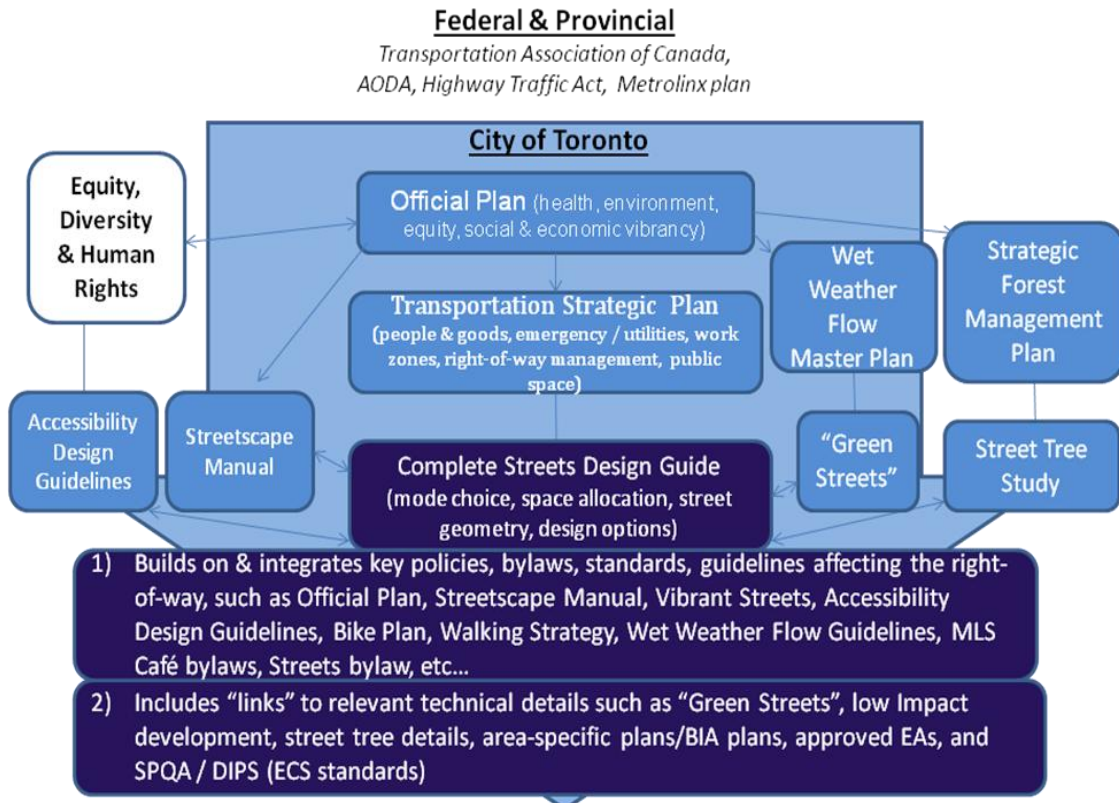 Federal & Provincial
Transportation Association of Canada,
AODA, Highway Traffic Act, Metrolinx plan
City of Toronto
Equity,
Diversity
& Human
Rights
Official Plan (health, environment,
equity, social & economic vibrancy)
Transportation Strategic Plan
(people & goods, emergency / utilities, work
zones, right-of-way management, public
space)
Wet
Weather
Flow
Master Plan
Strategic
Forest
Management
Plan
Accessibility
Design
Guidelines
Streetscape
Manual
Complete Streets Design Guide
(mode choice, space allocation, street
geometry, design options)
“Green
Streets”
Street Tree
Study
1) Builds on & integrates key policies, bylaws, standards, guidelines affecting the right-
of-way, such as Official Plan, Streetscape Manual, Vibrant Streets, Accessibility
Design Guidelines, Bike Plan, Walking Strategy, Wet Weather Flow Guidelines, MLS
Café bylaws, Streets bylaw, etc...
2) Includes “links” to relevant technical details such as “Green Streets”, low Impact
development, street tree details, area-specific plans/BIA plans, approved EAs, and
SPQA / DIPS (ECS standards)